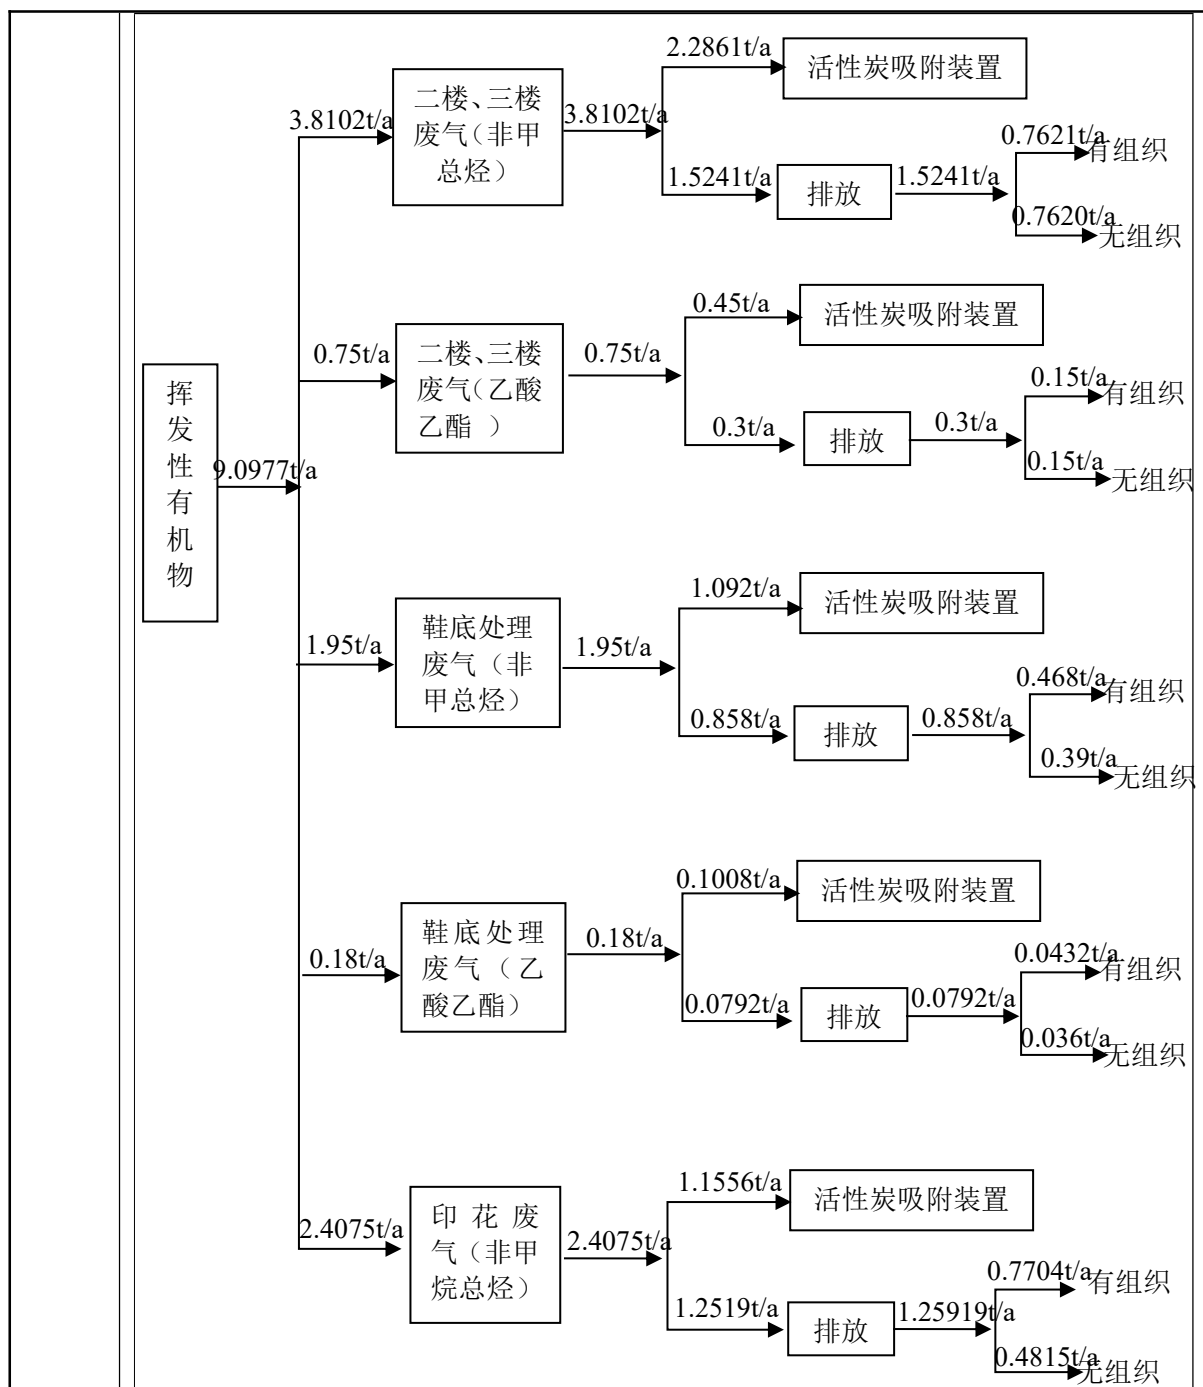 挥
发
性
有
机
物
9.0977t/a
3.8102t/a
二楼、三楼
废气(非甲
总烃)
3.8102t/a
2.2861t/a
活性炭吸附装置
1.5241t/a
排放
1.5241t/a
0.7621t/a
有组织
0.7620t/a
无组织
0.75t/a
二楼、三楼
废气(乙酸
乙酯 )
0.75t/a
0.45t/a
活性炭吸附装置
0.3t/a
排放
0.3t/a
0.15t/a
有组织
0.15t/a
无组织
1.95t/a
鞋底处理
废气(非
甲总烃)
1.95t/a
1.092t/a
活性炭吸附装置
0.858t/a
排放
0.858t/a
0.468t/a
有组织
0.39t/a
无组织
0.18t/a
鞋底处理
废气(乙
酸乙酯)
0.18t/a
0.1008t/a
活性炭吸附装置
0.0792t/a
排放
0.0792t/a
0.0432t/a
有组织
0.036t/a
无组织
2.4075t/a
印花废
气(非甲
烷总烃)
2.4075t/a
1.1556t/a
活性炭吸附装置
1.2519t/a
排放
1.25919t/a
0.7704t/a
有组织
0.4815t/a
无组织